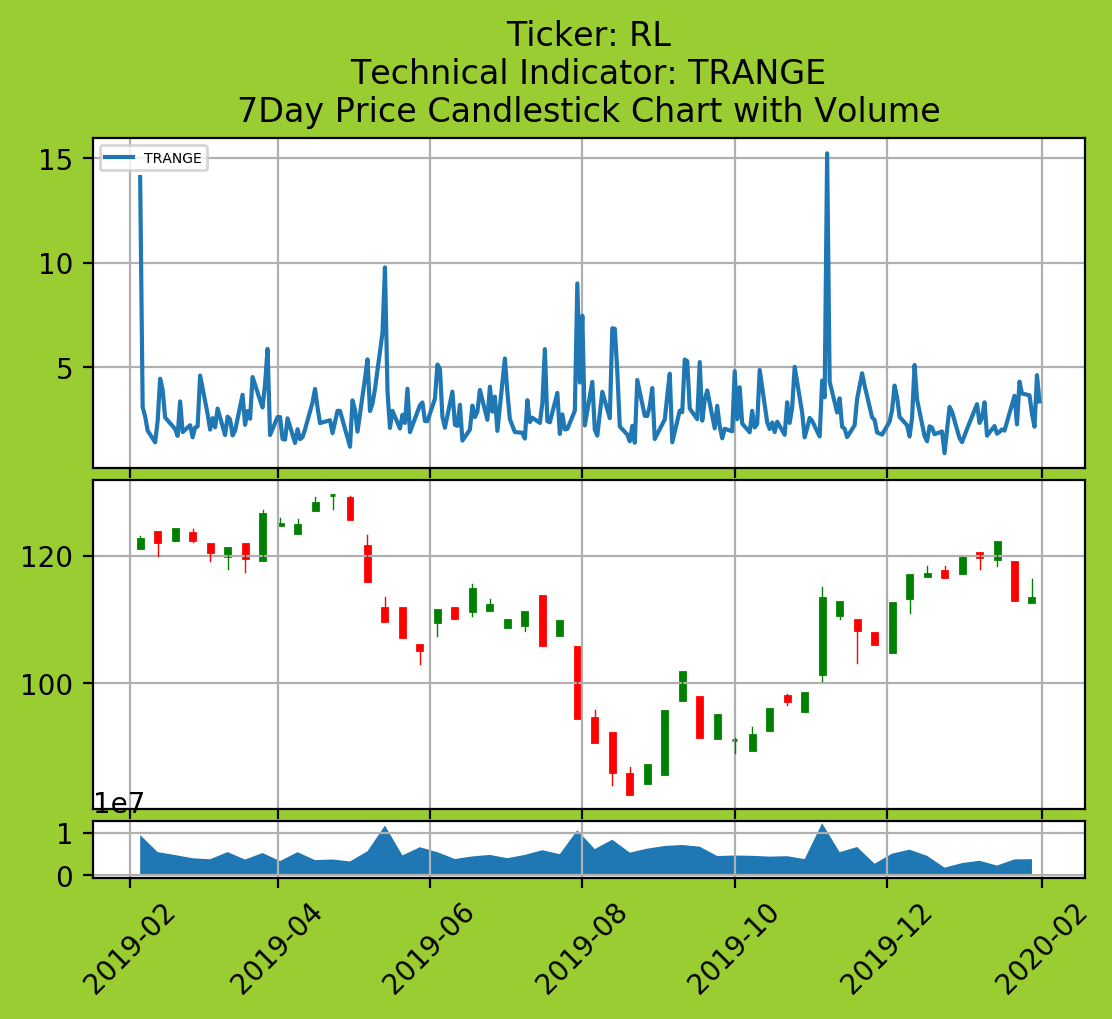 Ticker: RL
Technical Indicator: TRANGE
7Day Price Candlestick Chart with Volume
TRANGE
15
10
5
120
100
1e7
1
0
2019-02
2019-04
2019-06
2019-08
2019-10
2019-12
2020-02